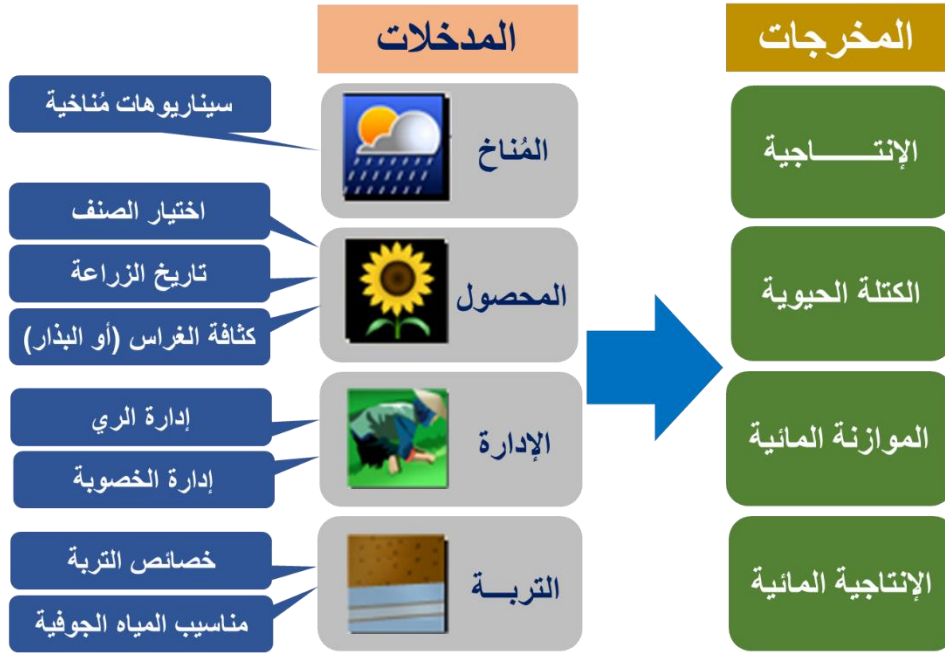 المدخلات
المخرجات
سيناريوهات مُناخية
المُناخ
الإنتـــــــاجية
اختيار الصنف
تاريخ الزراعة
كثافة الغراس (أو البذار)
المحصول
الكتلة الحيوية
إدارة الري
إدارة الخصوبة
الإدارة
الموازنة المائية
خصائص التربة
مناسيب المياه الجوفية
التربـــة
الإنتاجية المائية